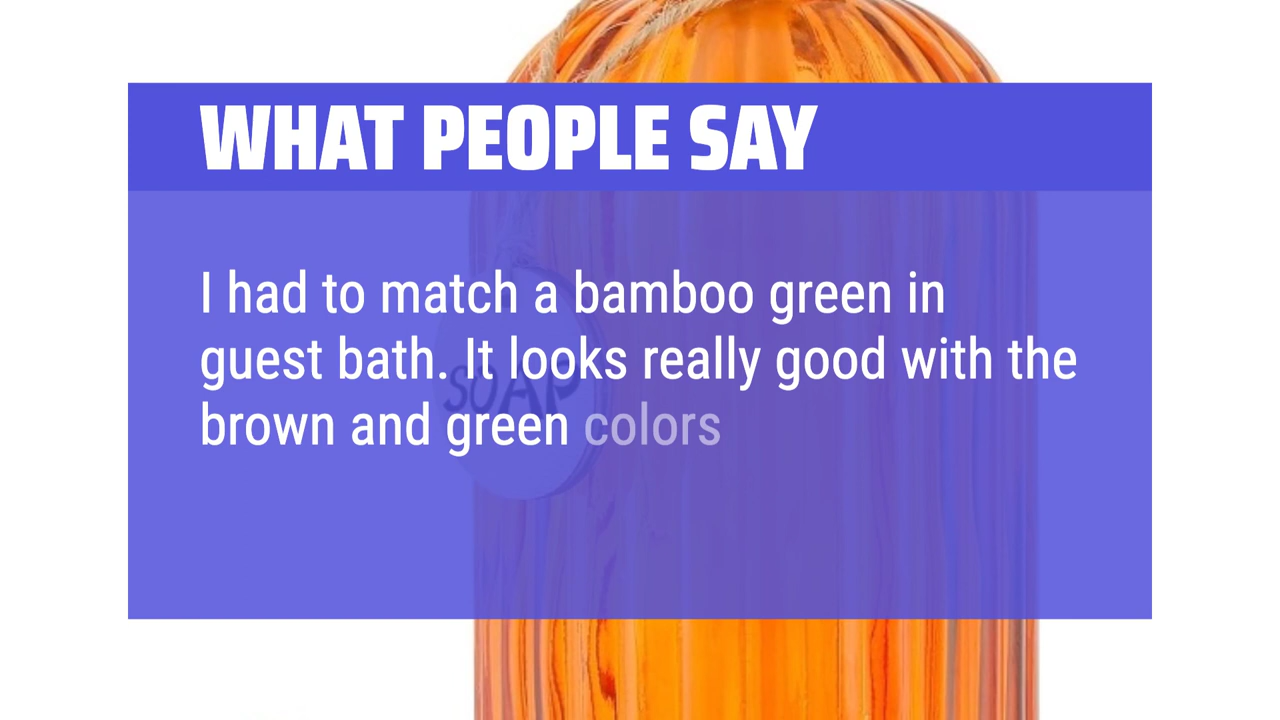 WHAT PEOPLE SAY
I had to match a bamboo green in
guest bath. It looks really good with the
brown and green colors
SOAP